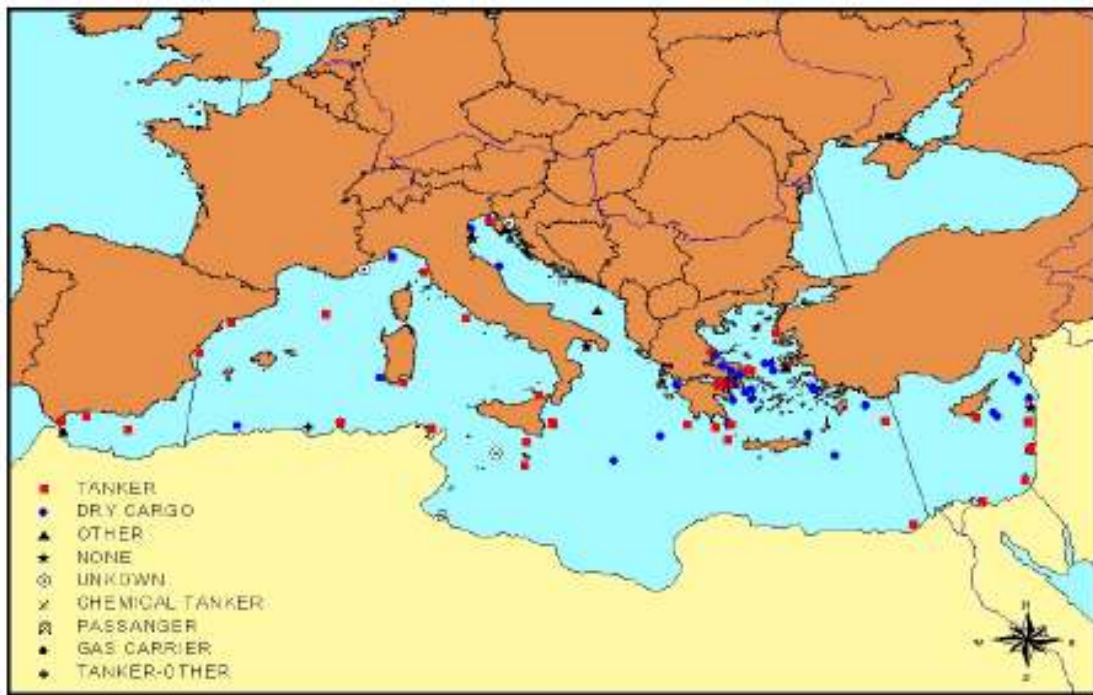 TANKER
DRY CARGO
OTHER
NONE
UNKOWN
CHEMICAL TANKER
PASSANGER
GAS CARRIER
TANKER-OTHER